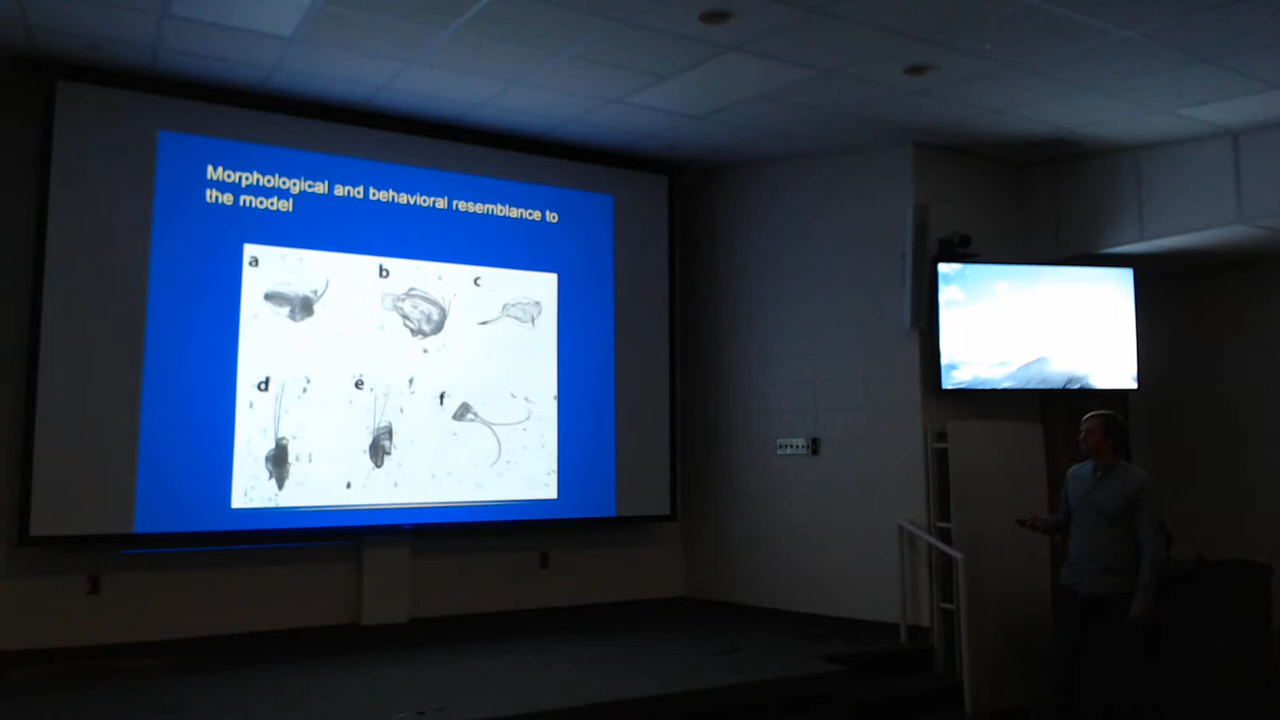 Morphological and behavioral resemblance to
the model
a
b
c
d
e
f